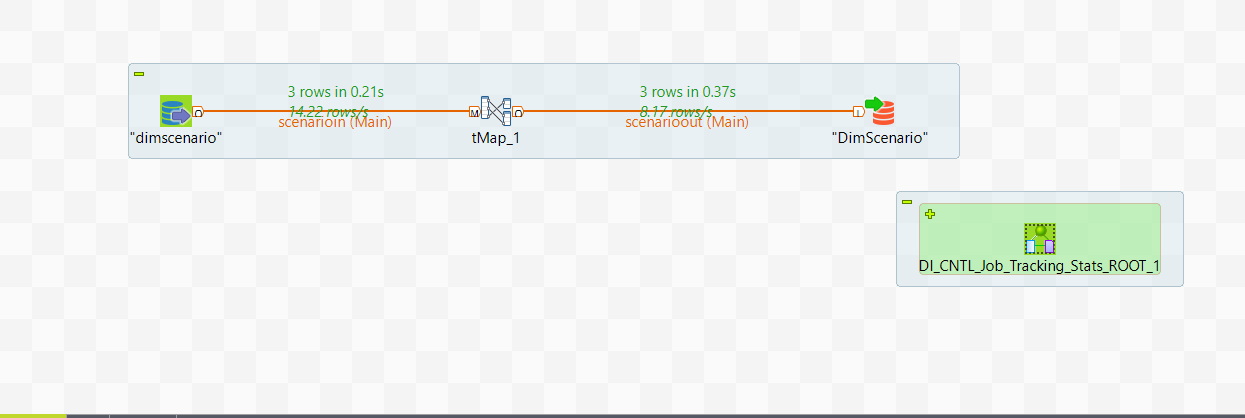 3 rows in 0.21s
14.22 rows/s
scenarioin (Main)
3 rows in 0.37s
8.17 rows/s
scenarioout (Main)
O
M
O
I
"dimscenario"
tMap_1
"DimScenario"
DI_CNTL_Job_Tracking_Stats_ROOT_1